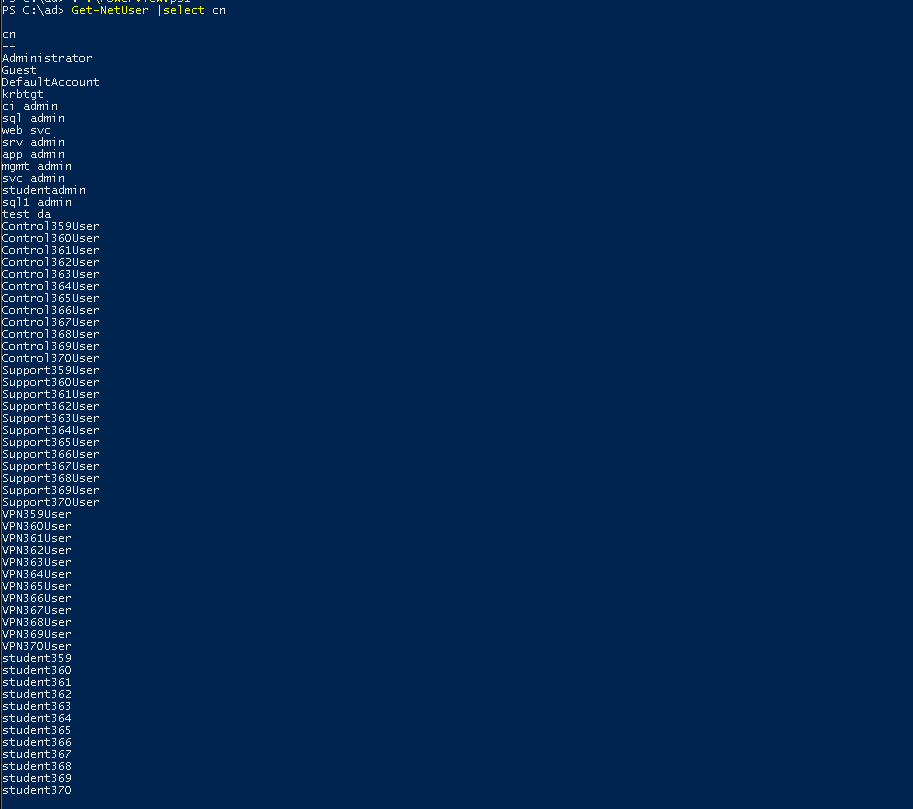 PS C:\ad> . .\PowerView.ps1
PS C:\ad> Get-NetUser |select cn
cn
--
Administrator
Guest
DefaultAccount
krbtgt
ci admin
sql admin
web svc
srv admin
app admin
mgmt admin
svc admin
studentadmin
sql1 admin
test da
Control359User
Control360User
Control361User
Control362User
Control363User
Control364User
Control365User
Control366User
Control367User
Control368User
Control369User
Control370User
Support359User
Support360User
Support361User
Support362User
Support363User
Support364User
Support365User
Support366User
Support367User
Support368User
Support369User
Support370User
VPN359User
VPN360User
VPN361User
VPN362User
VPN363User
VPN364User
VPN365User
VPN366User
VPN367User
VPN368User
VPN369User
VPN370User
student359
student360
student361
student362
student363
student364
student365
student366
student367
student368
student369
student370